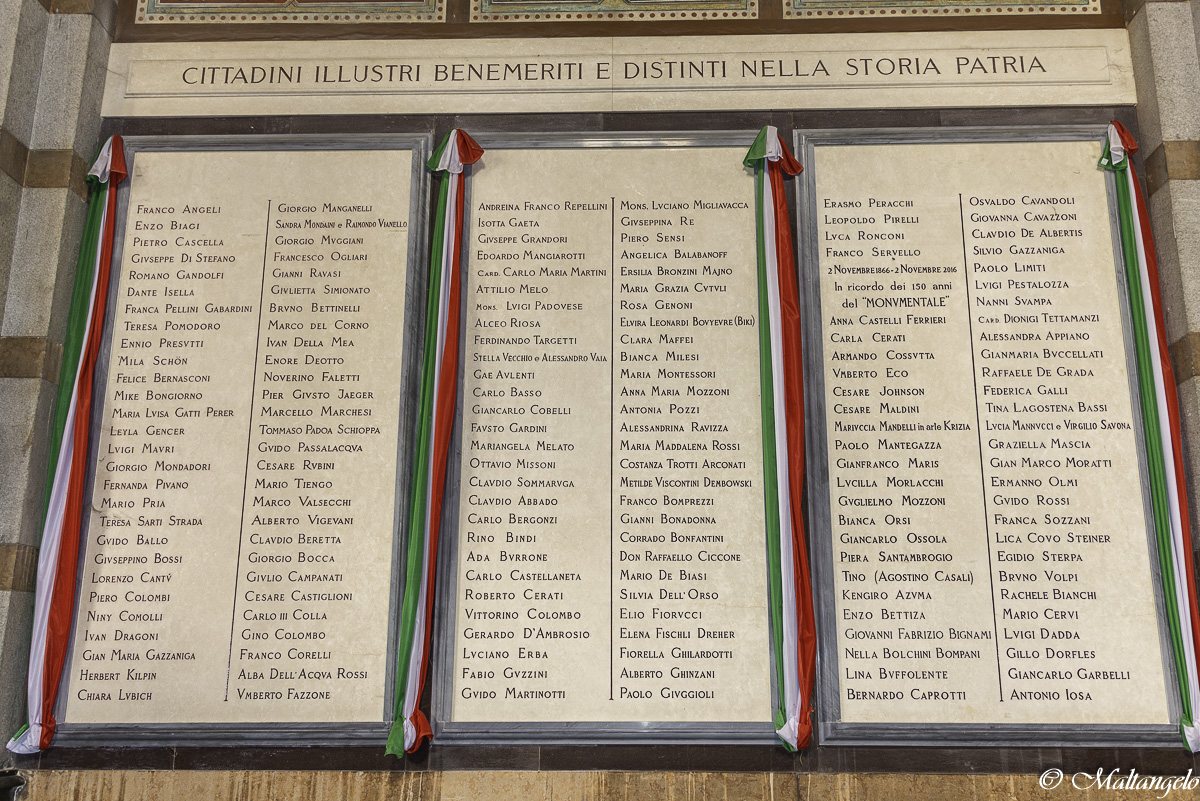 CITTADINI ILLUSTRI BENEMERITI E DISTINTI NELLA STORIA PATRIA
FRANCO ANGELI
ENZO BIAGI
PIETRO CASCELLA
GIVSEPPE DI STEFANO
ROMANO GANDOLFI
DANTE ISELLA
FRANCA PELLINI GABARDINI
TERESA POMODORO
ENNIO PRESVTTI
MILA SCHÖN
FELICE BERNASCONI
MIKE BONGIORNO
MARIA LVISA GATTI PERER
LEYLA GENCER
LVIGI MAVRI
GIORGIO MONDADORI
FERNANDA PIVANO
MARIO PRIA
TERESA SARTI STRADA
GVIDO BALLO
GIVSEPPINO BOSSI
LORENZO CANTÝ
PIERO COLOMBI
NINY COMOLLI
IVAN DRAGONI
GIAN MARIA GAZZANIGA
HERBERT KILPIN
CHIARA LVBICH
GIORGIO MANGANELLI
SANDRA MONDAINI e RAIMONDO VIANELLO
GIORGIO MVGGIANI
FRANCESCO OGLIARI
GIANNI RAVASI
GIVLIETTA SIMIONATO
BRVNO BETTINELLI
MARCO DEL CORNO
IVAN DELLA MEA
ENORE DEOTTO
NOVERINO FALETTI
PIER GIVSTO JAEGER
MARCELLO MARCHESI
TOMMASO PADOA SCHIOPPA
GVIDO PASSALACQVA
CESARE RVBINI
MARIO TIENGO
MARCO VALSECCHI
ALBERTO VIGEVANI
CLAVDIO BERETTA
GIORGIO BOCCA
GIVLIO CAMPANATI
CESARE CASTIGLIONI
CARLO III COLLA
GINO COLOMBO
FRANCO CORELLI
ALBA DELL'ACQVA ROSSI
VMBERTO FAZZONE
ANDREINA FRANCO REPELLINI
ISOTTA GAETA
GIVSEPPE GRANDORI
EDOARDO MANGIAROTTI
CARD. CARLO MARIA MARTINI
ATTILIO MELO
MONS. LVIGI PADOVESE
ALCEO RIOSA
FERDINANDO TARGETTI
STELLA VECCHIO e ALESSANDRO VAIA
GAE AVLENTI
CARLO BASSO
GIANCARLO COBELLI
FAVSTO GARDINI
MARIANGELA MELATO
OTTAVIO MISSONI
CLAVDIO SOMMARVGA
CLAVDIO ABBADO
CARLO BERGONZI
RINO BINDI
ADA BVRRONE
CARLO CASTELLANETA
ROBERTO CERATI
VITTORINO COLOMBO
GERARDO D'AMBROSIO
LVCIANO ERBA
FABIO GVZZINI
GVIDO MARTINOTTI
MONS. LVCIANO MIGLIAVACCA
GIVSEPPINA RE
PIERO SENSI
ANGELICA BALABANOFF
ERSILIA BRONZINI MAJNO
MARIA GRAZIA CVTVLI
ROSA GENONI
ELVIRA LEONARDI BOVYEVRE (BIKI)
CLARA MAFFEI
BIANCA MILESI
MARIA MONTESSORI
ANNA MARIA MOZZONI
ANTONIA POZZI
ALESSANDRINA RAVIZZA
MARIA MADDALENA ROSSI
COSTANZA TROTTI ARCONATI
METILDE VISCONTINI DEMBOWSKI
FRANCO BOMPREZZI
GIANNI BONADONNA
CORRADO BONFANTINI
DON RAFFAELLO CICCONE
MARIO DE BIASI
SILVIA DELL'ORSO
ELIO FIORVCCI
ELENA FISCHLI DREHER
FIORELLA GHILARDOTTI
ALBERTO GHINZANI
PAOLO GIVGGIOLI
ERASMO PERACCHI
LEOPOLDO PIRELLI
LVCA RONCONI
FRANCO SERVELLO
2 NOVEMBRE 1866 - 2 NOVEMBRE 2016
In ricordo dei 150 anni
del "MONVMENTALE"
ANNA CASTELLI FERRIERI
CARLA CERATI
ARMANDO COSSVTTA
VMBERTO ECO
CESARE JOHNSON
CESARE MALDINI
MARIVCCIA MANDELLI in arte KRIZIA
PAOLO MANTEGAZZA
GIANFRANCO MARIS
LVCILLA MORLACCHI
GVGLIELMO MOZZONI
BIANCA ORSI
GIANCARLO OSSOLA
PIERA SANTAMBROGIO
TINO (AGOSTINO CASALI)
KENGIRO AZVMA
ENZO BETTIZA
GIOVANNI FABRIZIO BIGNAMI
NELLA BOLCHINI BOMPANI
LINA BVFFOLENTE
BERNARDO CAPROTTI
OSVALDO CAVANDOLI
GIOVANNA CAVAZZONI
CLAVDIO DE ALBERTIS
SILVIO GAZZANIGA
PAOLO LIMITI
LVIGI PESTALOZZA
NANNI SVAMPA
CARD. DIONIGI TETTAMANZI
ALESSANDRA APPIANO
GIANMARIA BVCCELLATI
RAFFAELE DE GRADA
FEDERICA GALLI
TINA LAGOSTENA BASSI
LVCIA MANNVCCI e VIRGILIO SAVONA
GRAZIELLA MASCIA
GIAN MARCO MORATTI
ERMANNO OLMI
GVIDO ROSSI
FRANCA SOZZANI
LICA COVO STEINER
EGIDIO STERPA
BRVNO VOLPI
RACHELE BIANCHI
MARIO CERVI
LVIGI DADDA
GILLO DORFLES
GIANCARLO GARBELLI
ANTONIO IOSA
© Maltangelo